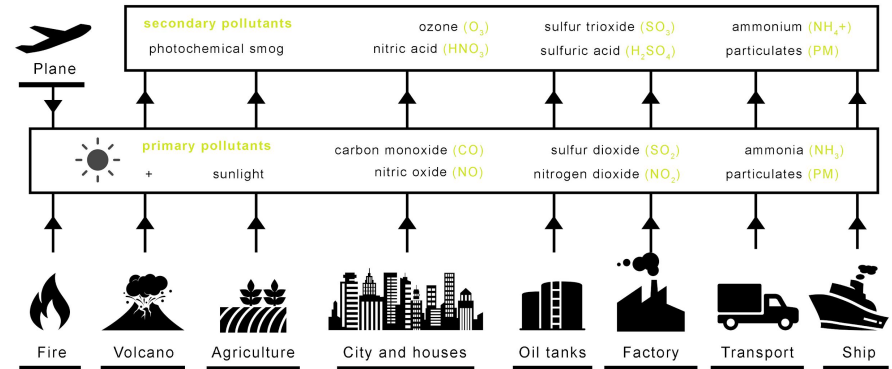 secondary pollutants ozone (O₃) sulfur trioxide (SO₃) ammonium (NH₄+)
photochemical smog nitric acid (HNO₃) sulfuric acid (H₂SO₄) particulates (PM)
Plane
primary pollutants carbon monoxide (CO) sulfur dioxide (SO₂) ammonia (NH₃)
+ sunlight nitric oxide (NO) nitrogen dioxide (NO₂) particulates (PM)
Fire Volcano Agriculture City and houses Oil tanks Factory Transport Ship